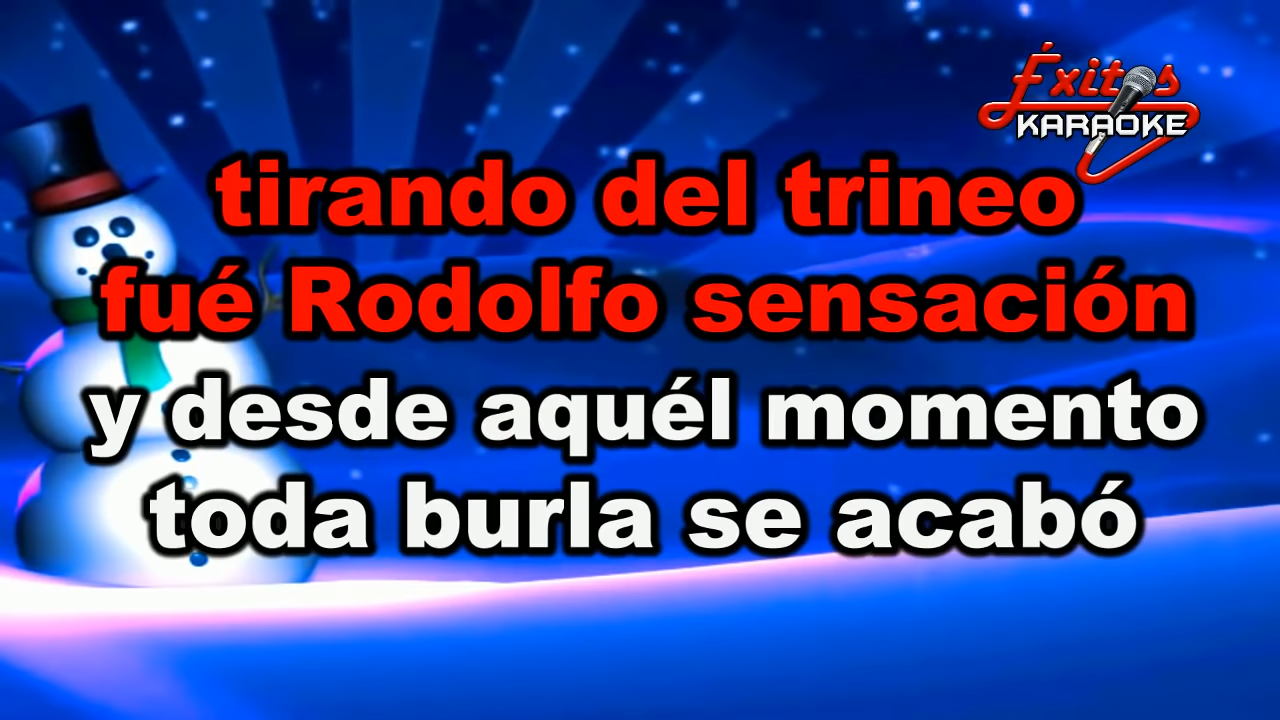 Éxitos
KARAOKE
tirando del trineo
fué Rodolfo sensación
y desde aquél momento
toda burla se acabó